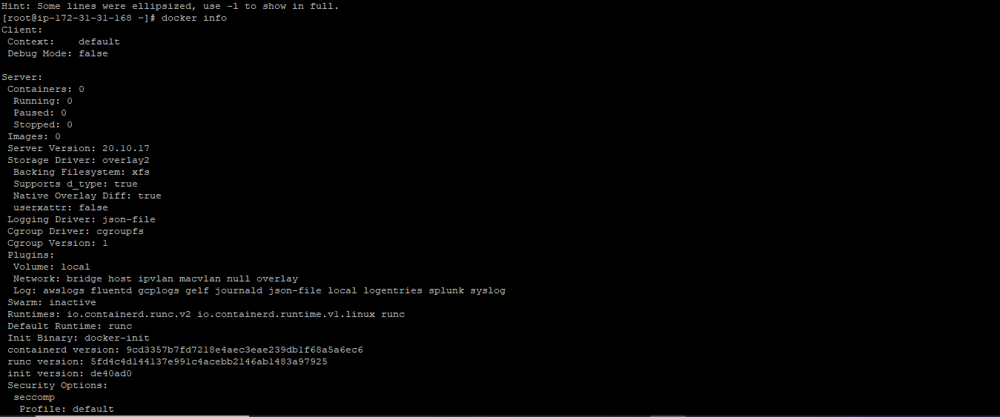 Hint: Some lines were ellipsized, use -l to show in full.
[root@ip-172-31-31-168 ~]# docker info
Client:
 Context:    default
 Debug Mode: false

Server:
 Containers: 0
  Running: 0
  Paused: 0
  Stopped: 0
 Images: 0
 Server Version: 20.10.17
 Storage Driver: overlay2
  Backing Filesystem: xfs
  Supports d_type: true
  Native Overlay Diff: true
  userxattr: false
 Logging Driver: json-file
 Cgroup Driver: cgroupfs
 Cgroup Version: 1
 Plugins:
  Volume: local
  Network: bridge host ipvlan macvlan null overlay
  Log: awslogs fluentd gcplogs gelf journald json-file local logentries splunk syslog
 Swarm: inactive
 Runtimes: io.containerd.runc.v2 io.containerd.runtime.v1.linux runc
 Default Runtime: runc
 Init Binary: docker-init
 containerd version: 9cd3357b7fd7218e4aec3eae239db1f68a5a6ec6
 runc version: 5fd4c4d144137e991c4acebb2146ab1483a97925
 init version: de40ad0
 Security Options:
  seccomp
   Profile: default